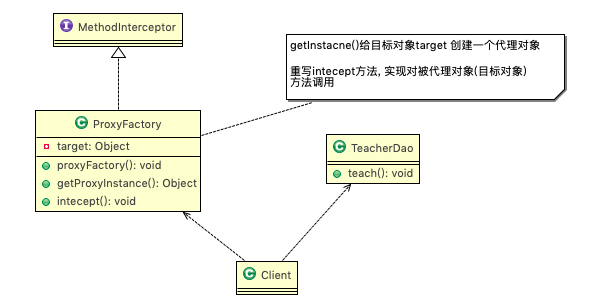 MethodInterceptor
getInstacne()给目标对象target 创建一个代理对象
重写intecept方法, 实现对被代理对象(目标对象)
方法调用
ProxyFactory
target: Object
proxyFactory(): void
getProxyInstance(): Object
intecept(): void
TeacherDao
teach(): void
Client